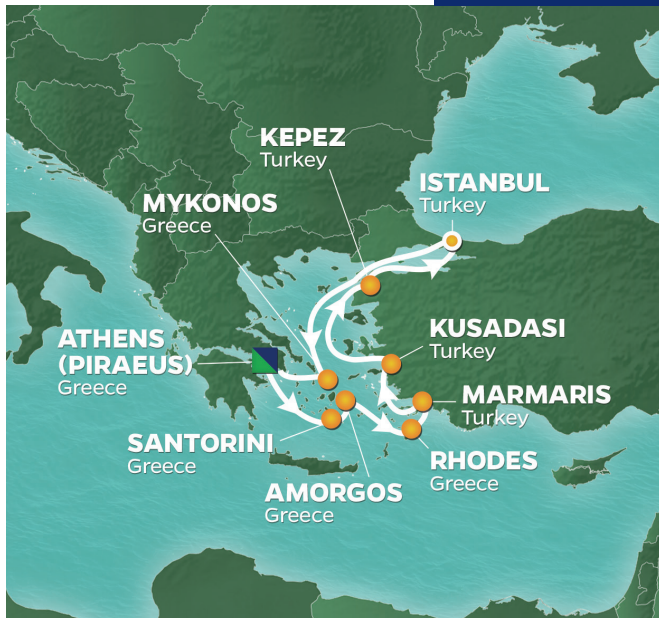 KEPEZ
Turkey
ISTANBUL
Turkey
MYKONOS
Greece
ATHENS
(PIRAEUS)
Greece
KUSADASI
Turkey
MARMARIS
Turkey
SANTORINI
Greece
RHODES
Greece
AMORGOS
Greece